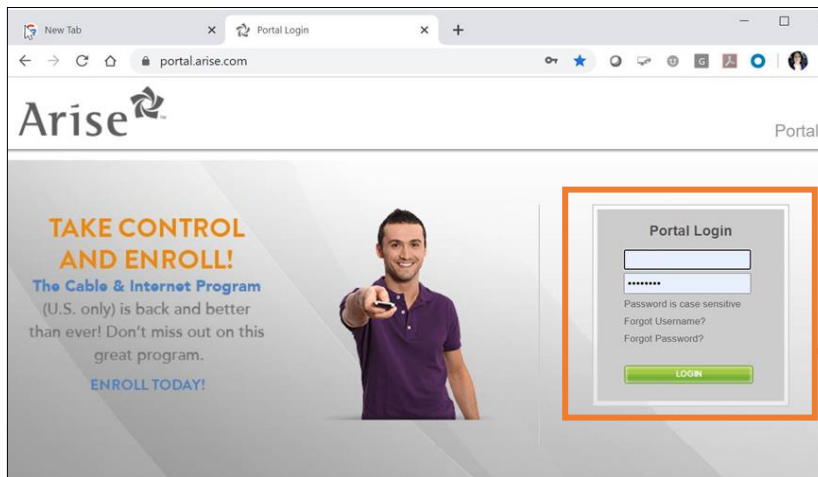 New Tab
Portal Login
portal.arise.com
G
Arise
Portal
TAKE CONTROL
AND ENROLL!
The Cable & Internet Program
(U.S. only) is back and better
than ever! Don't miss out on this
great program.
ENROLL TODAY!
Portal Login
Password is case sensitive
Forgot Username?
Forgot Password?
LOGIN